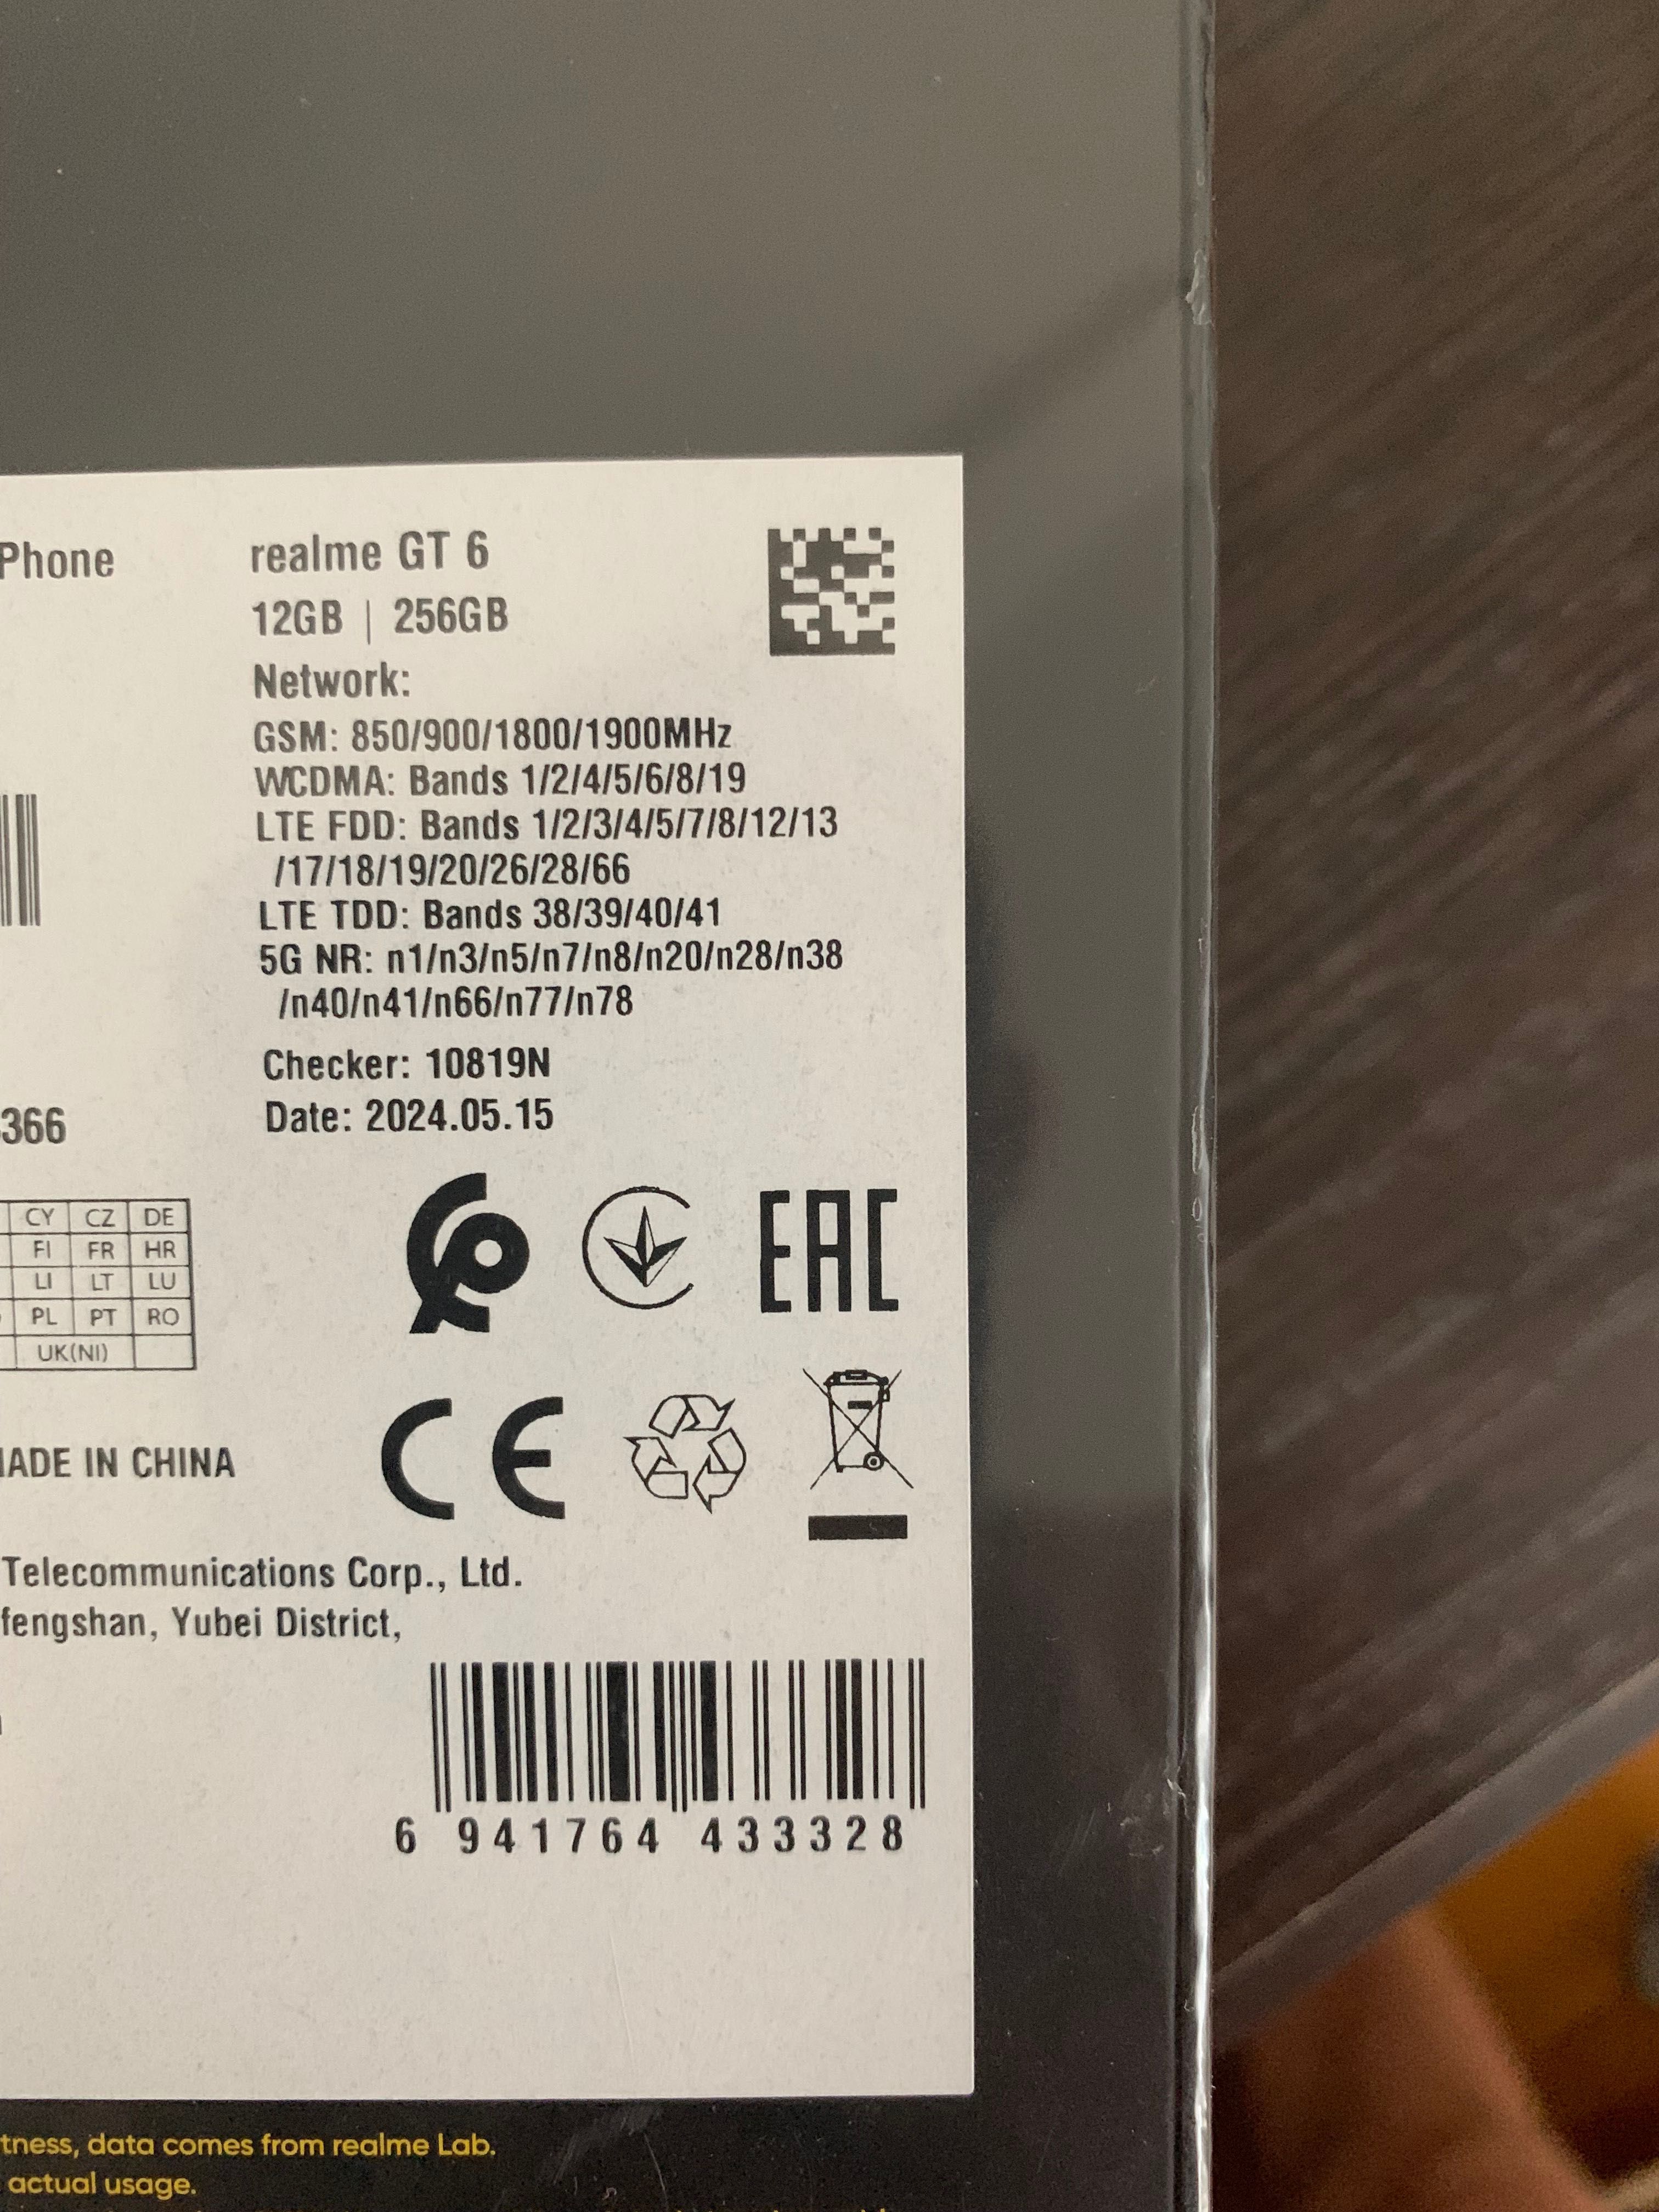 Phone
realme GT 6
12GB | 256GB
Network:
GSM: 850/900/1800/1900MHz
WCDMA: Bands 1/2/4/5/6/8/19
LTE FDD: Bands 1/2/3/4/5/7/8/12/13
/17/18/19/20/26/28/66
LTE TDD: Bands 38/39/40/41
5G NR: n1/n3/n5/n7/n8/n20/n28/n38
/n40/n41/n66/n77/n78
Checker: 10819N
Date: 2024.05.15
366
CY CZ DE
FI FR HR
LI LT LU
PL PT RO
UK(NI)
EAC
CE
MADE IN CHINA
Telecommunications Corp., Ltd.
fengshan, Yubei District,
6 941764 433328
tness, data comes from realme Lab.
actual usage.